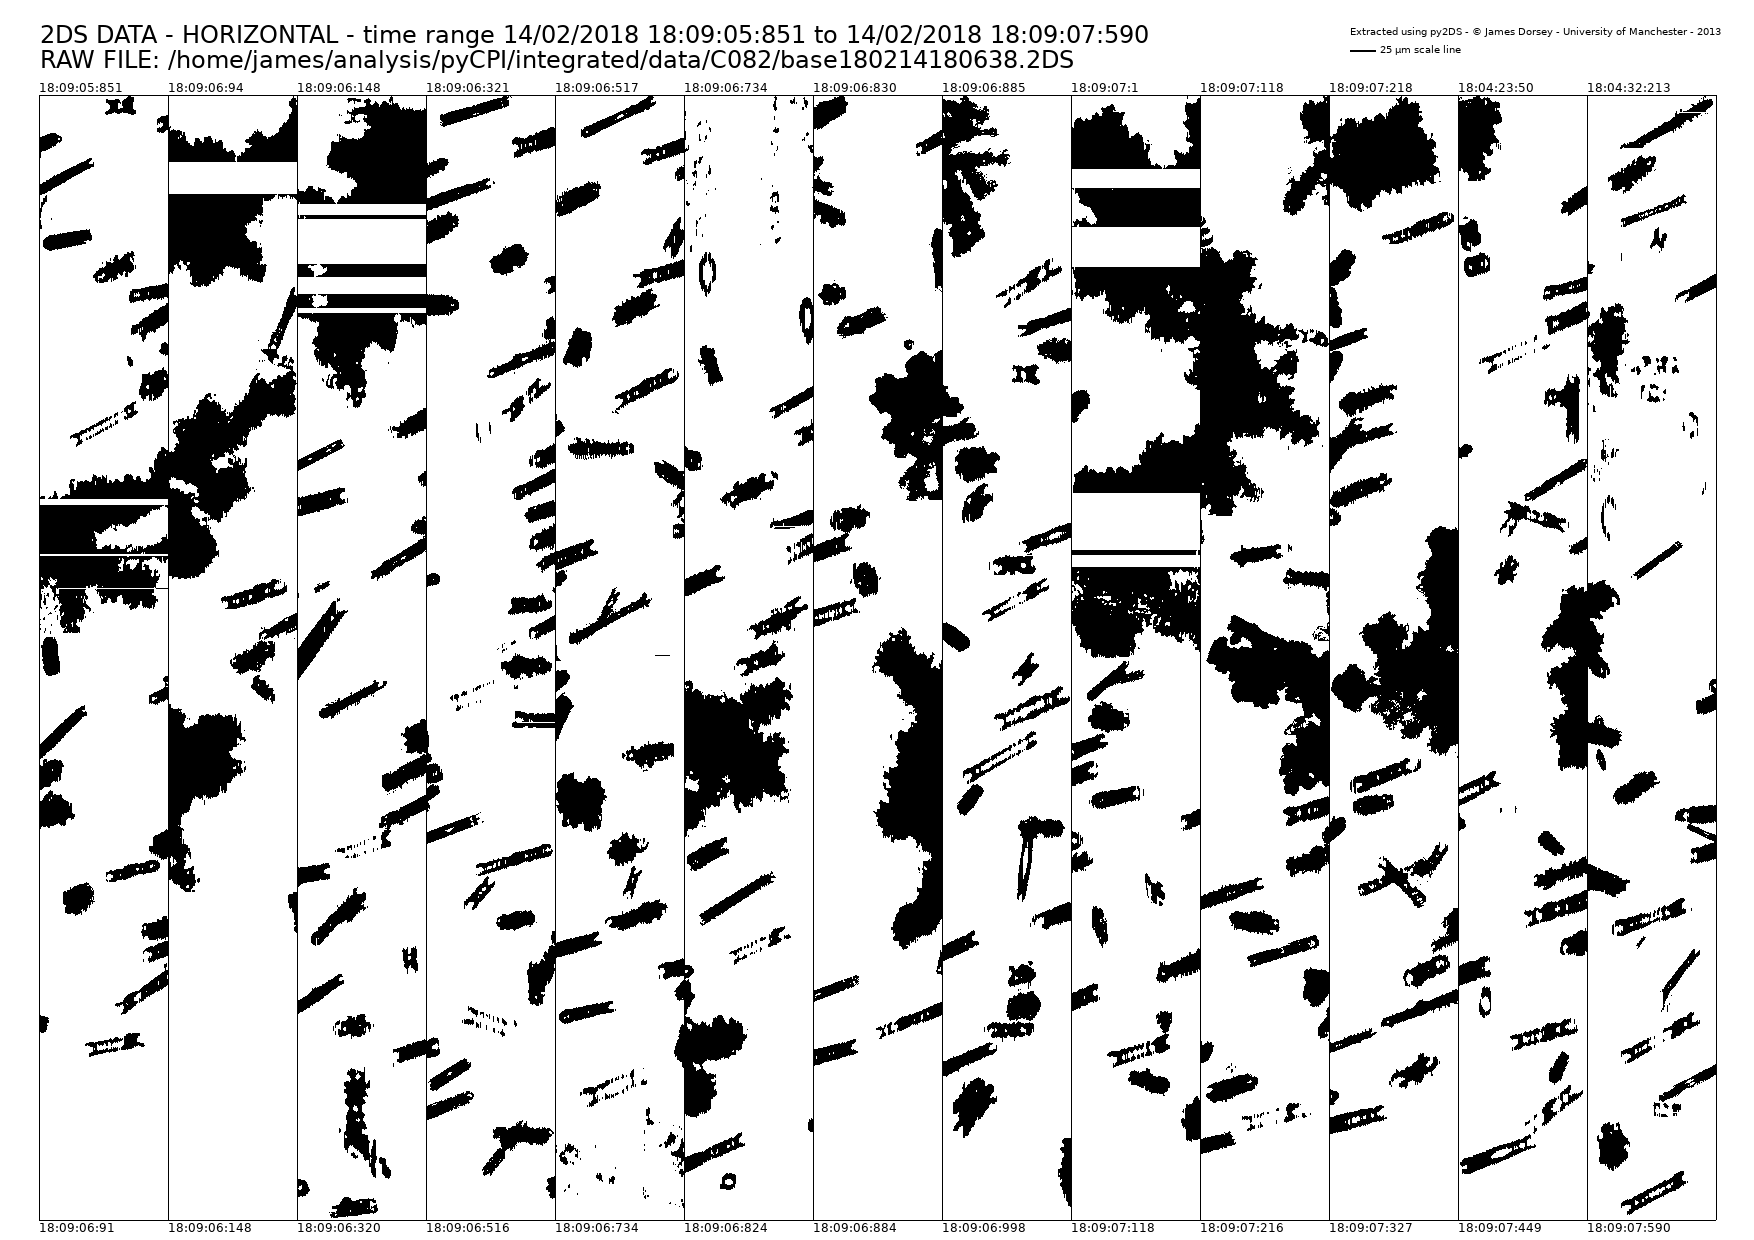 2DS DATA - HORIZONTAL - time range 14/02/2018 18:09:05:851 to 14/02/2018 18:09:07:590
RAW FILE: /home/james/analysis/pyCPI/integrated/data/C082/base180214180638.2DS
Extracted using py2DS - © James Dorsey - University of Manchester - 2013
25 µm scale line
18:09:05:851 18:09:06:94 18:09:06:148 18:09:06:321 18:09:06:517 18:09:06:734 18:09:06:830 18:09:06:885 18:09:07:1 18:09:07:118 18:09:07:218 18:04:23:50 18:04:32:213
18:09:06:91 18:09:06:148 18:09:06:320 18:09:06:516 18:09:06:734 18:09:06:824 18:09:06:884 18:09:06:998 18:09:07:118 18:09:07:216 18:09:07:327 18:09:07:449 18:09:07:590